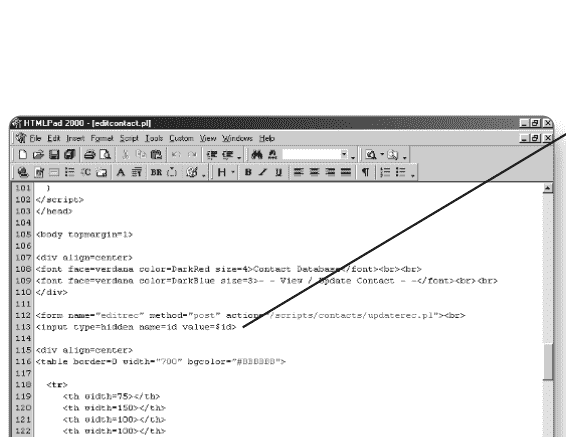 HTMLPad 2000 - [editcontact.pl]
File Edit Insert Format Script Tools Custom View Windows Help
A BR H B I U ¶
101 }
102 </script>
103 </head>
104
105 <body topmargin=1>
106
107 <div align=center>
108 <font face=verdana color=DarkRed size=4>Contact Database</font><br><br>
109 <font face=verdana color=DarkBlue size=3>- - View / Update Contact - -</font><br><br>
110 </div>
111
112 <form name="editrec" method="post" action="/scripts/contacts/updaterec.pl"><br>
113 <input type=hidden name=id value=$id>
114
115 <div align=center>
116 <table border=0 width="700" bgcolor="#BBBBBB">
117
118 <tr>
119 <th width=75></th>
120 <th width=150></th>
121 <th width=100></th>
122 <th width=100></th>